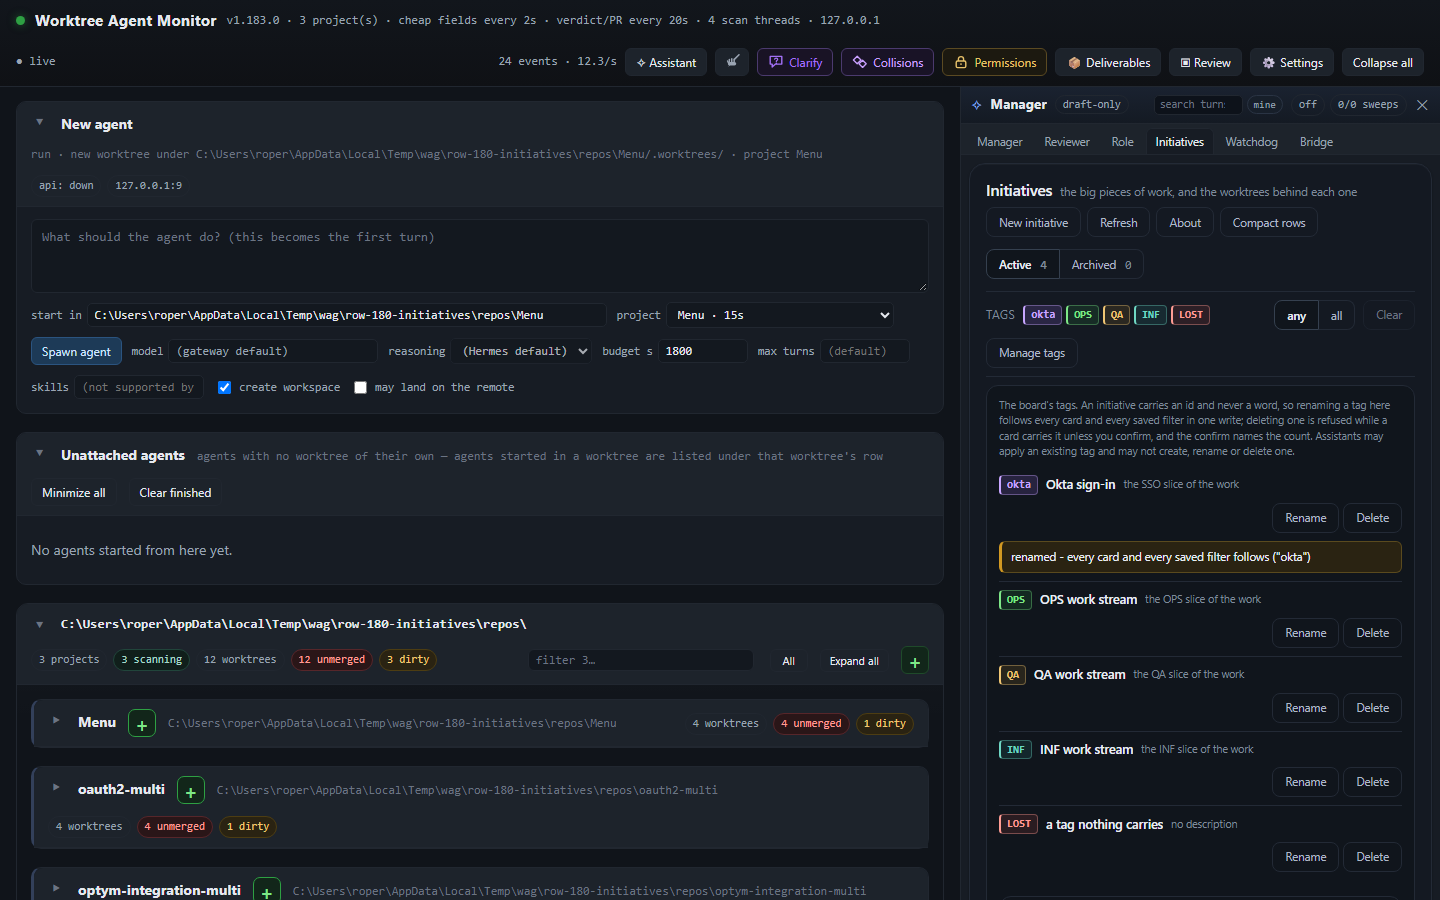 Worktree Agent Monitor v1.183.0 · 3 project(s) · cheap fields every 2s · verdict/PR every 20s · 4 scan threads · 127.0.0.1
live 24 events · 12.3/s Assistant Clarify Collisions Permissions Deliverables Review Settings Collapse all
New agent
run · new worktree under C:\Users\roper\AppData\Local\Temp\wag\row-180-initiatives\repos\Menu/.worktrees/ · project Menu
api: down 127.0.0.1:9
What should the agent do? (this becomes the first turn)
start in C:\Users\roper\AppData\Local\Temp\wag\row-180-initiatives\repos\Menu project Menu · 15s
Spawn agent model (gateway default) reasoning (Hermes default) budget s 1800 max turns (default)
skills (not supported by create workspace may land on the remote
Unattached agents agents with no worktree of their own — agents started in a worktree are listed under that worktree's row
Minimize all Clear finished
No agents started from here yet.
C:\Users\roper\AppData\Local\Temp\wag\row-180-initiatives\repos\
3 projects 3 scanning 12 worktrees 12 unmerged 3 dirty filter 3… All Expand all +
Menu + C:\Users\roper\AppData\Local\Temp\wag\row-180-initiatives\repos\Menu 4 worktrees 4 unmerged 1 dirty
oauth2-multi + C:\Users\roper\AppData\Local\Temp\wag\row-180-initiatives\repos\oauth2-multi
4 worktrees 4 unmerged 1 dirty
optym-integration-multi + C:\Users\roper\AppData\Local\Temp\wag\row-180-initiatives\repos\optym-integration-multi
Manager draft-only search turn: mine off 0/0 sweeps
Manager Reviewer Role Initiatives Watchdog Bridge
Initiatives the big pieces of work, and the worktrees behind each one
New initiative Refresh About Compact rows
Active 4 Archived 0
TAGS okta OPS QA INF LOST any all Clear
Manage tags
The board's tags. An initiative carries an id and never a word, so renaming a tag here
follows every card and every saved filter in one write; deleting one is refused while a
card carries it unless you confirm, and the confirm names the count. Assistants may
apply an existing tag and may not create, rename or delete one.
okta Okta sign-in the SSO slice of the work
Rename Delete
renamed - every card and every saved filter follows ("okta")
OPS OPS work stream the OPS slice of the work
Rename Delete
QA QA work stream the QA slice of the work
Rename Delete
INF INF work stream the INF slice of the work
Rename Delete
LOST a tag nothing carries no description
Rename Delete